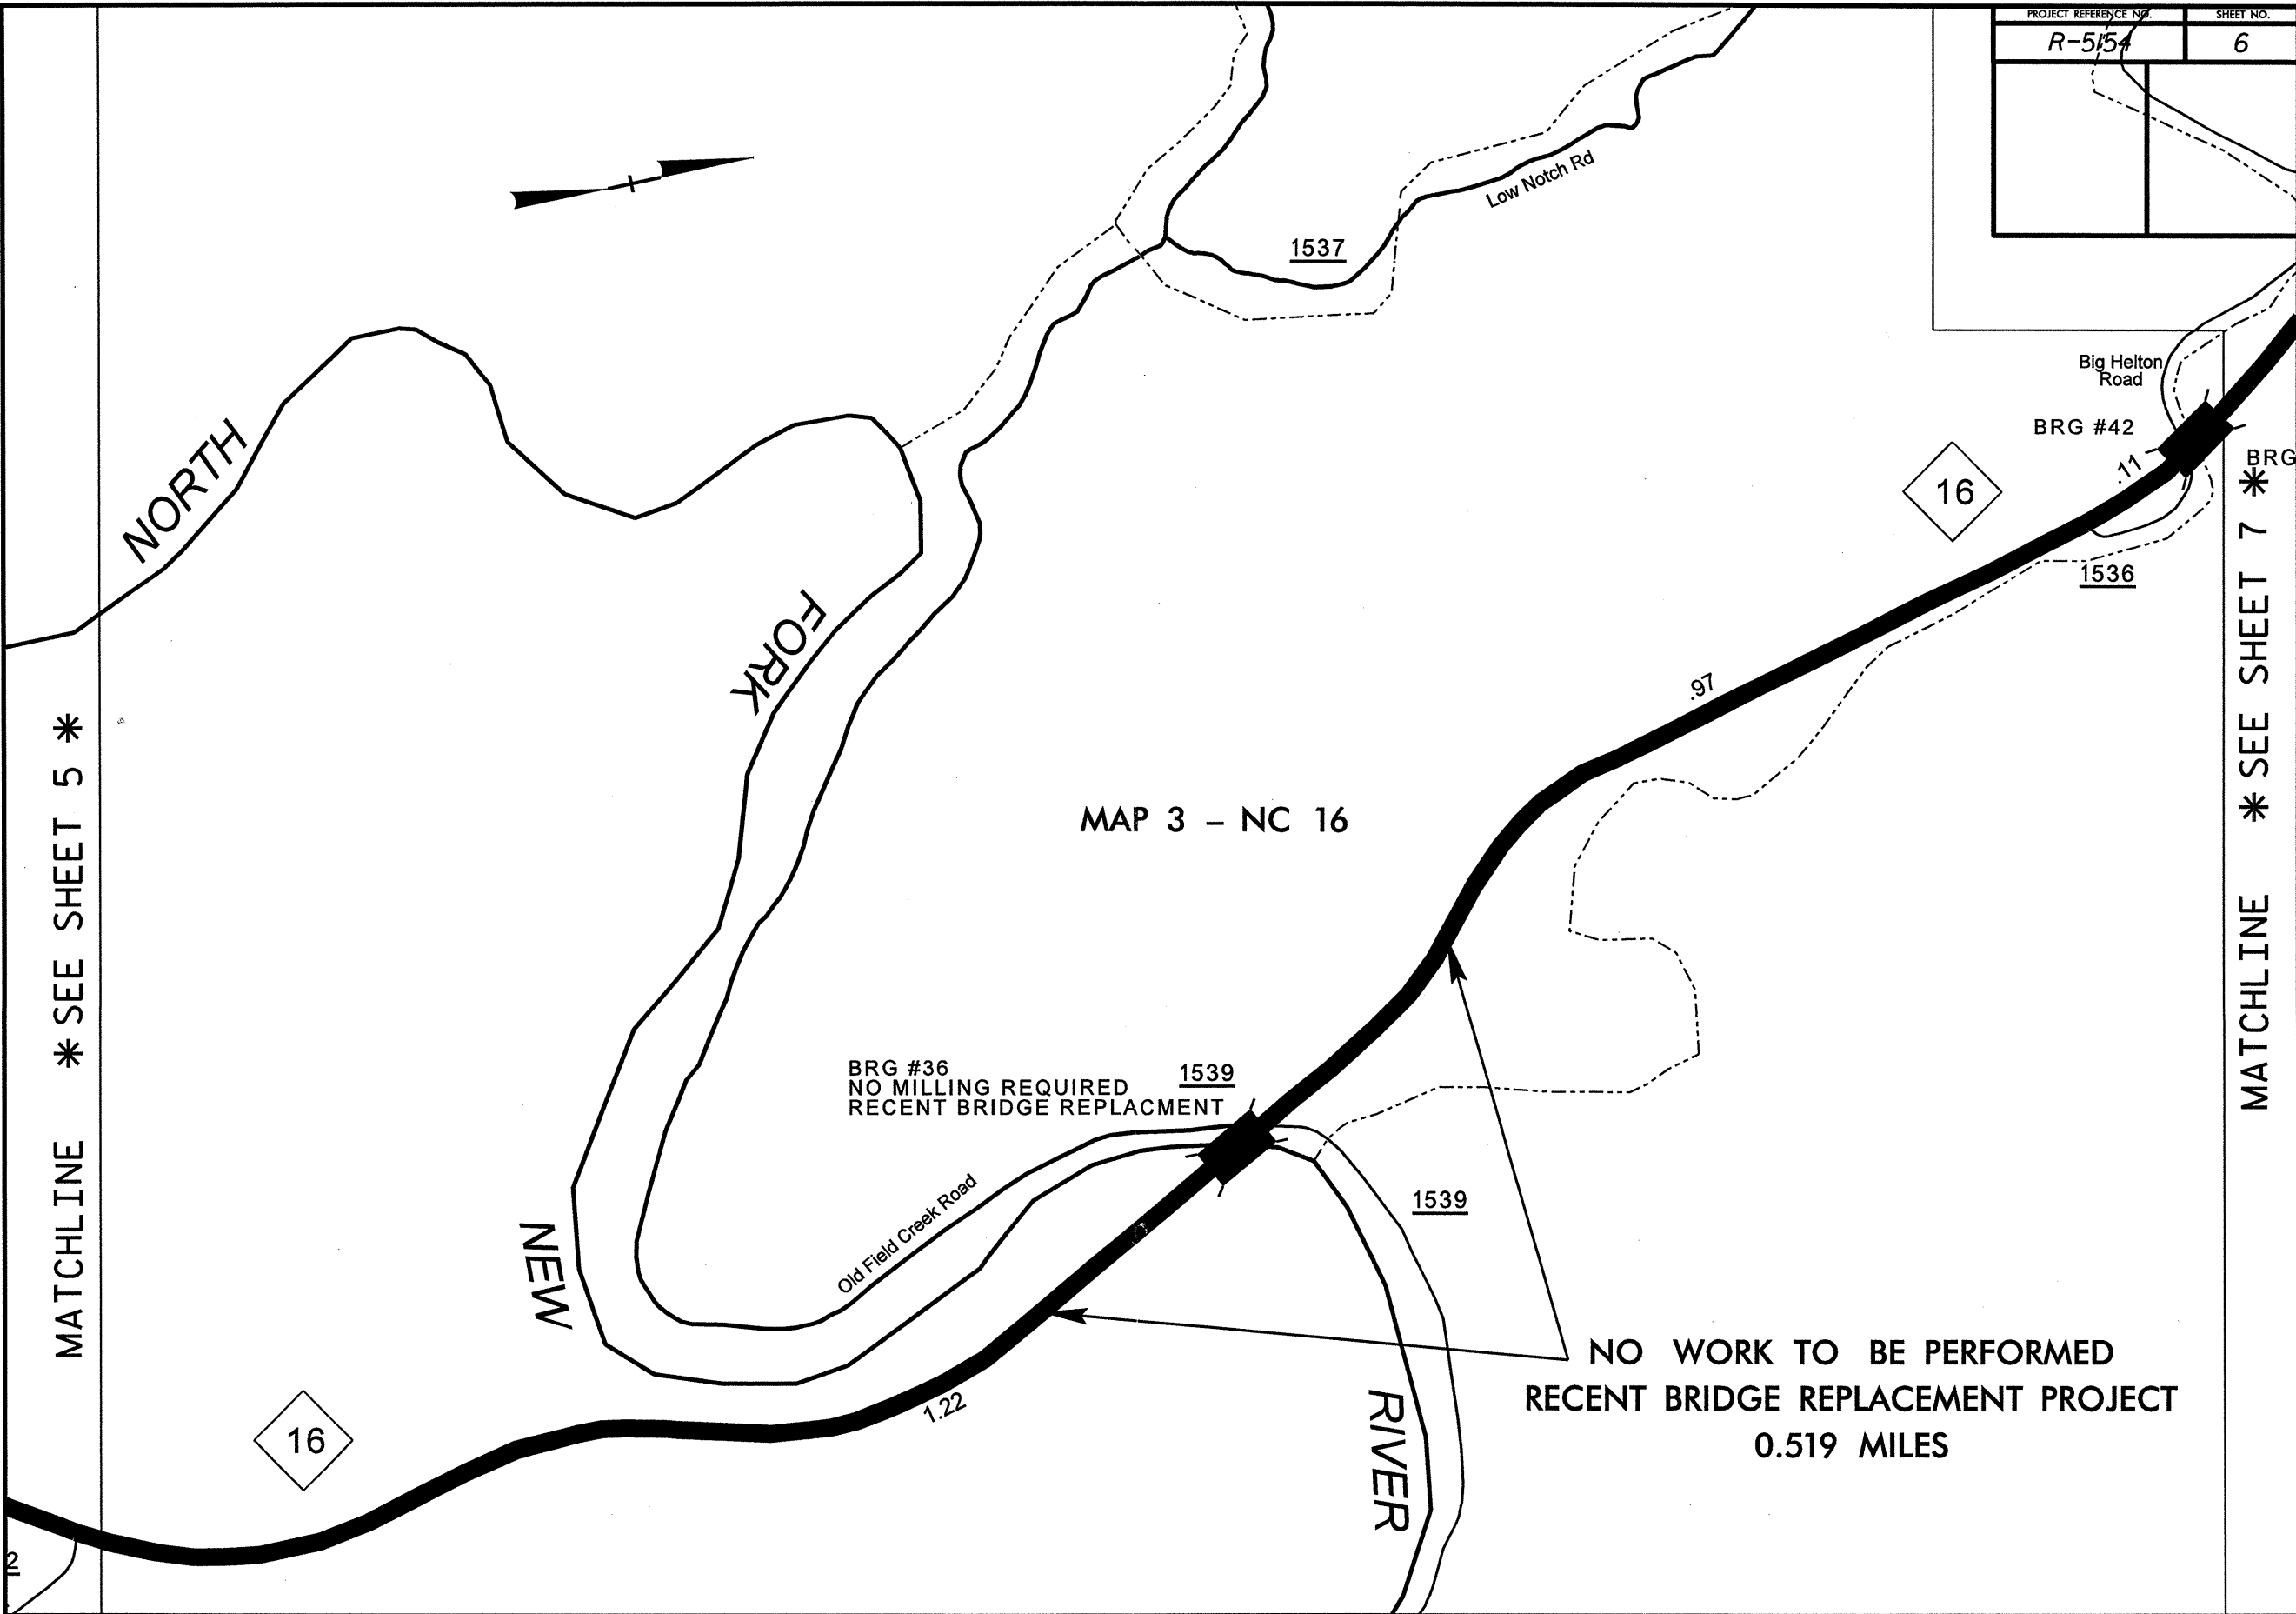 PROJECT REFERENCE NO.
SHEET NO.
R-5154
6
Low Notch Rd
1537
Big Helton
Road
BRG #42
BRG
.11
16
1536
NORTH
FORK
.97
MATCHLINE * SEE SHEET 5 *
MATCHLINE * SEE SHEET 7 *
MAP 3 – NC 16
BRG #36
NO MILLING REQUIRED
RECENT BRIDGE REPLACMENT
1539
1539
Old Field Creek Road
NEW
RIVER
1.22
NO WORK TO BE PERFORMED
RECENT BRIDGE REPLACEMENT PROJECT
0.519 MILES
16
2